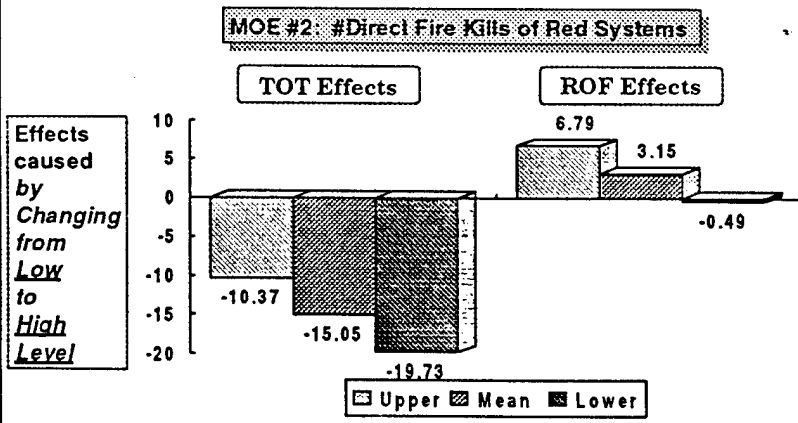 MOE #2: #Direct Fire Kills of Red Systems
TOT Effects
ROF Effects
Effects
caused
by
Changing
from
Low
to
High
Level
10
5
0
-5
-10
-15
-20
-10.37
-15.05
-19.73
6.79
3.15
-0.49
Upper Mean Lower